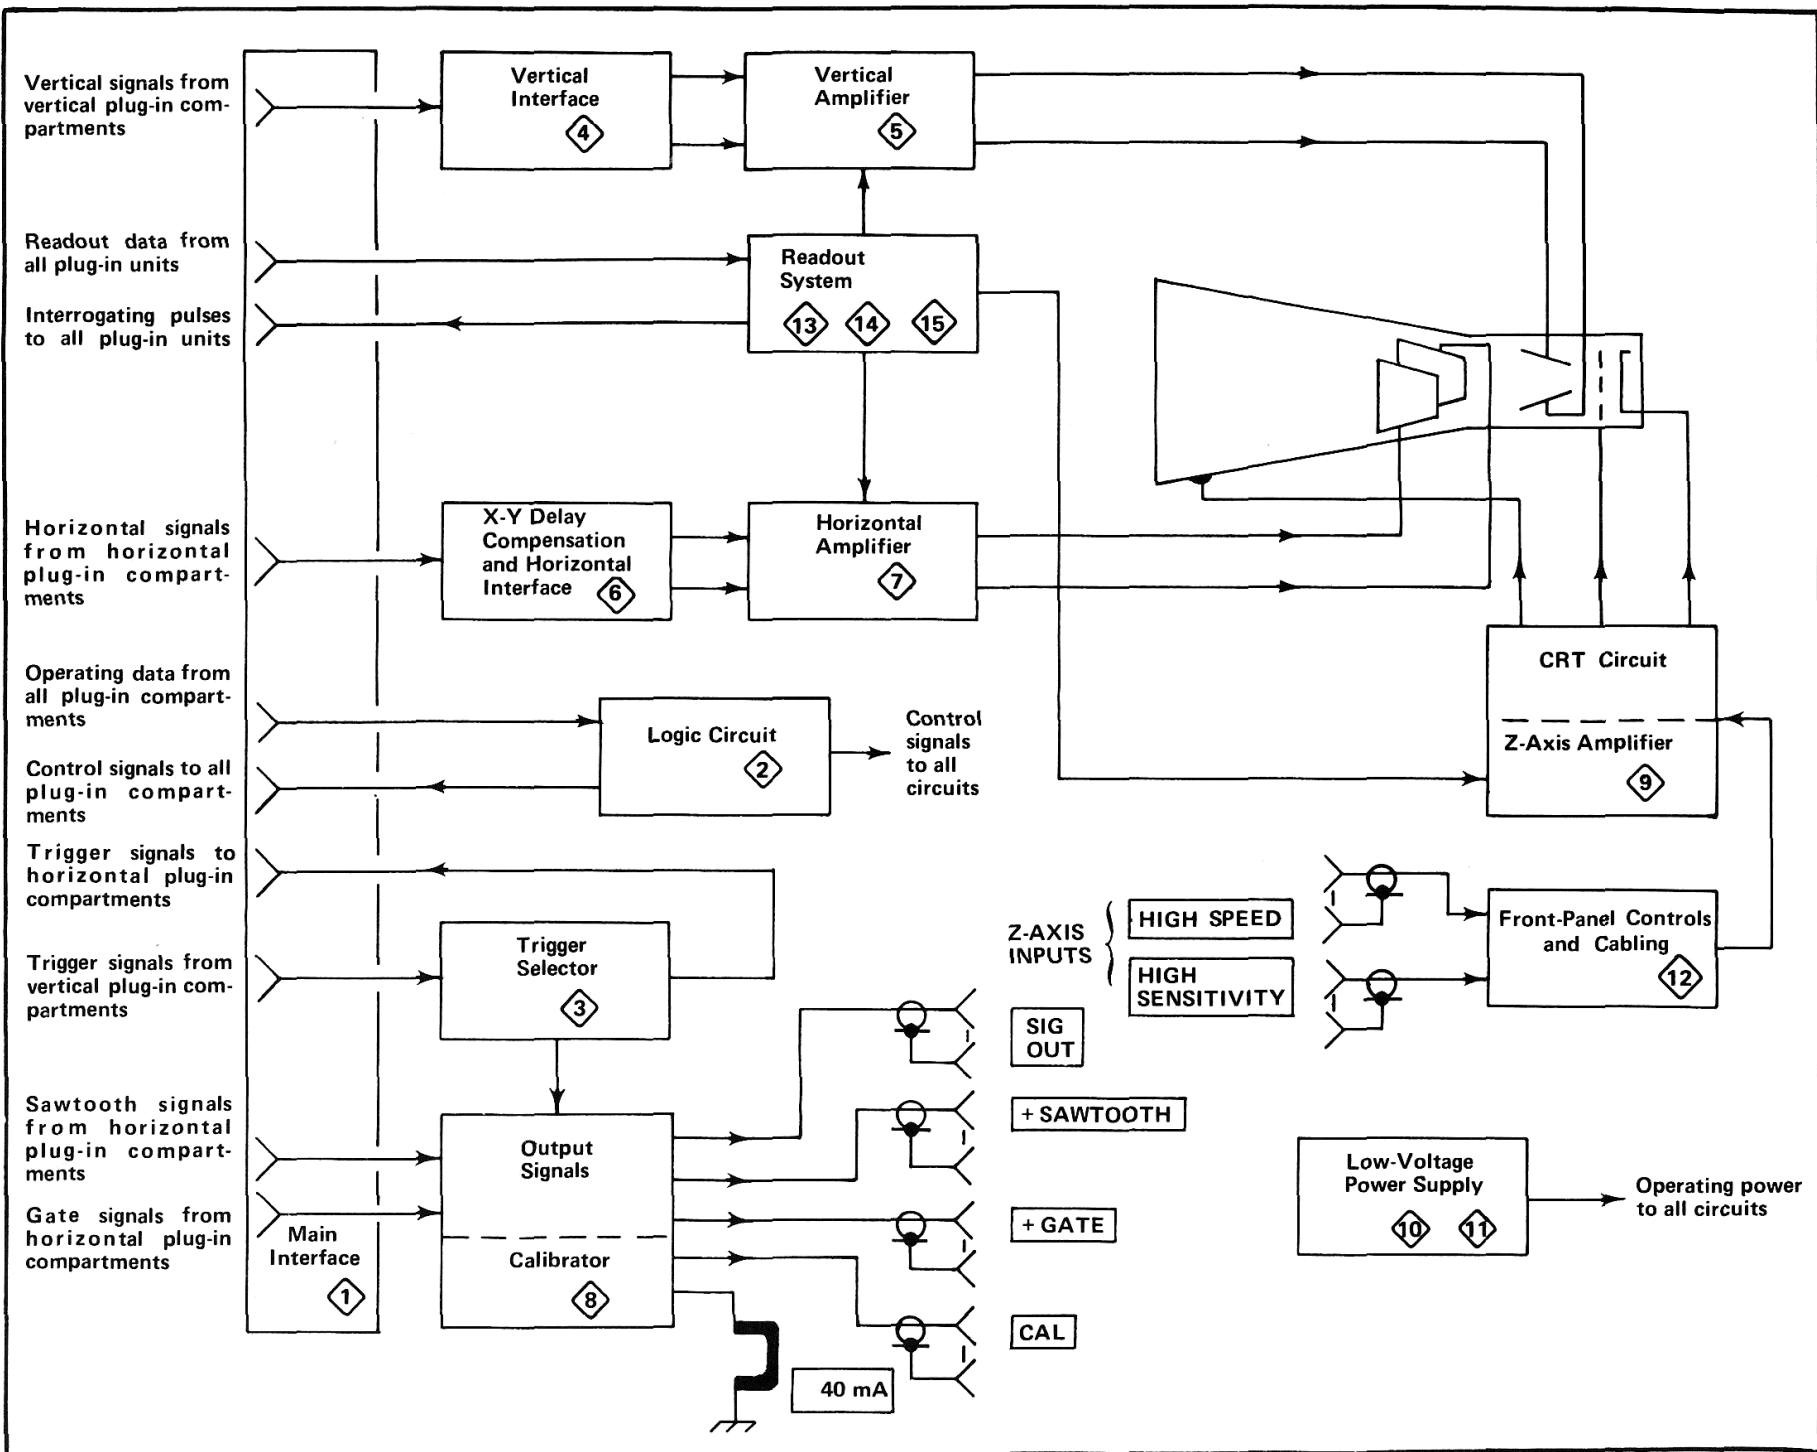 Vertical signals from
vertical plug-in com-
partments
Vertical
Interface
4
Vertical
Amplifier
5
Readout data from
all plug-in units
Interrogating pulses
to all plug-in units
Readout
System
13 14 15
Horizontal signals
from horizontal
plug-in compart-
ments
X-Y Delay
Compensation
and Horizontal
Interface 6
Horizontal
Amplifier
7
Operating data from
all plug-in compart-
ments
Control signals to all
plug-in compart-
ments
Logic Circuit
2
Control
signals
to all
circuits
CRT Circuit
Z-Axis Amplifier
9
Trigger signals to
horizontal plug-in
compartments
Trigger signals from
vertical plug-in com-
partments
Trigger
Selector
3
Z-AXIS
INPUTS
HIGH SPEED
HIGH
SENSITIVITY
Front-Panel Controls
and Cabling
12
SIG
OUT
Sawtooth signals
from horizontal
plug-in compart-
ments
Gate signals from
horizontal plug-in
compartments
Main
Interface
1
Output
Signals
Calibrator
8
+ SAWTOOTH
+ GATE
CAL
40 mA
Low-Voltage
Power Supply
10 11
Operating power
to all circuits